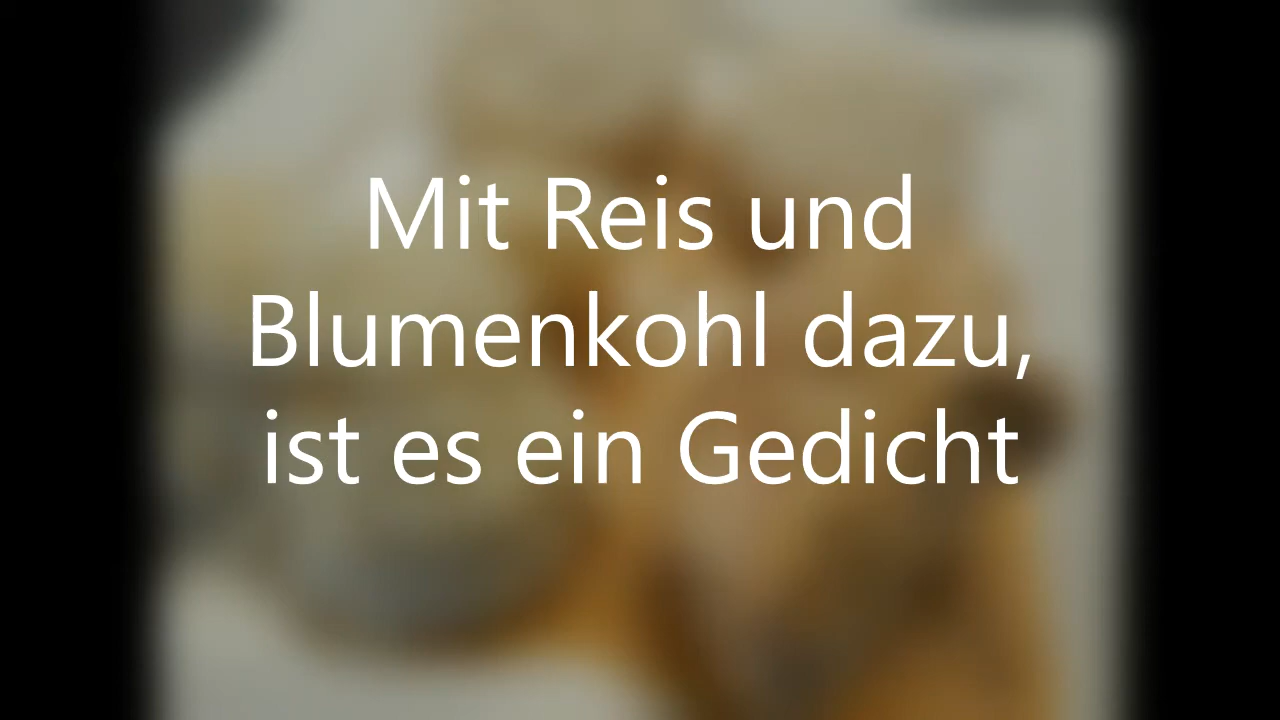 Mit Reis und
Blumenkohl dazu,
ist es ein Gedicht